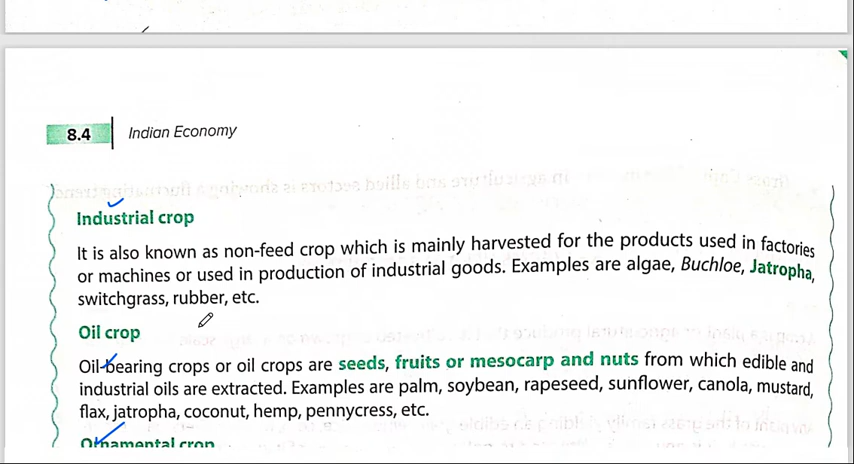 8.4 Indian Economy
Industrial crop
It is also known as non-feed crop which is mainly harvested for the products used in factories
or machines or used in production of industrial goods. Examples are algae, Buchloe, Jatropha,
switchgrass, rubber, etc.
Oil crop
Oil-bearing crops or oil crops are seeds, fruits or mesocarp and nuts from which edible and
industrial oils are extracted. Examples are palm, soybean, rapeseed, sunflower, canola, mustard,
flax, jatropha, coconut, hemp, pennycress, etc.
Ornamental crop